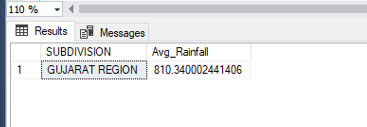 110 %
Results Messages
SUBDIVISION Avg_Rainfall
1 GUJARAT REGION 810.340002441406